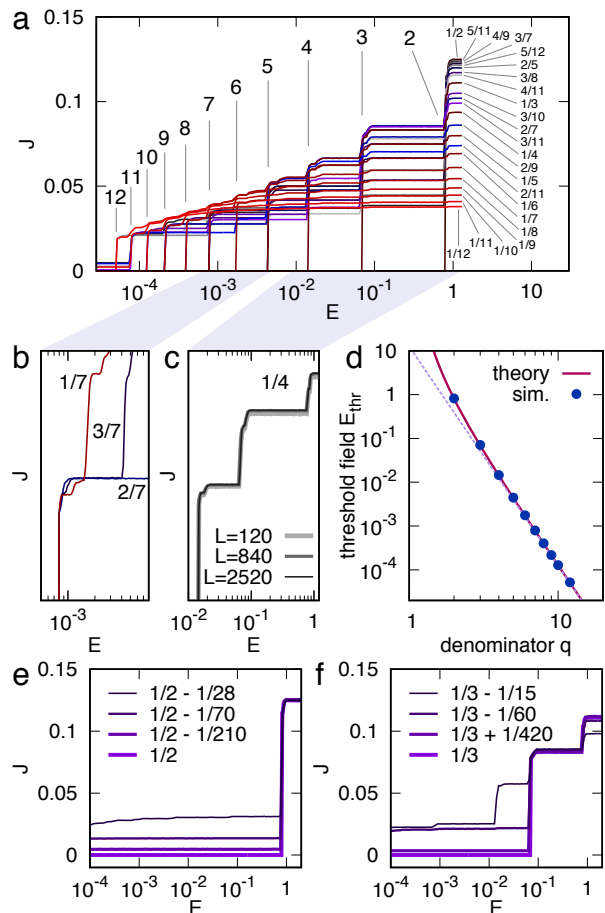 a
0.15
0.1
0.05
0
J
12
11
10
9
8
7
6
5
4
3
2
1/2
5/11
4/9
3/7
5/12
2/5
3/8
4/11
1/3
3/10
2/7
3/11
1/4
2/9
1/5
2/11
1/6
1/7
1/8
1/9
1/10
1/11
1/12
10⁻⁴
10⁻³
10⁻²
10⁻¹
1
10
E
b
J
1/7
3/7
2/7
10⁻³
E
c
J
1/4
L=120
L=840
L=2520
10⁻²
10⁻¹
1
E
d
threshold field E_thr
100
10
1
10⁻¹
10⁻²
10⁻³
10⁻⁴
theory
sim.
1
10
denominator q
e
J
0.15
0.1
0.05
0
1/2 - 1/28
1/2 - 1/70
1/2 - 1/210
1/2
10⁻⁴
10⁻³
10⁻²
10⁻¹
1
E
f
J
0.15
0.1
0.05
0
1/3 - 1/15
1/3 - 1/60
1/3 + 1/420
1/3
10⁻⁴
10⁻³
10⁻²
10⁻¹
1
E